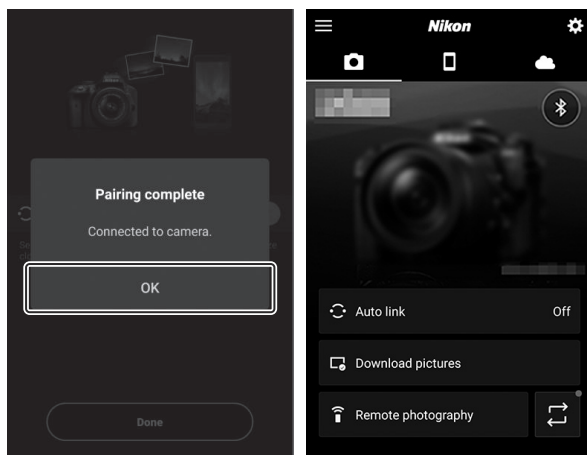 Pairing complete
Connected to camera.
OK
Done
Nikon
Auto link Off
Download pictures
Remote photography